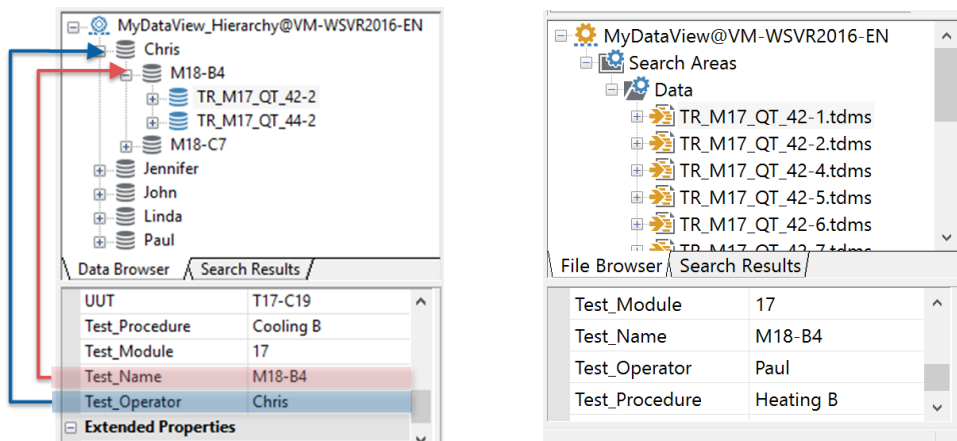 MyDataView_Hierarchy@VM-WSVR2016-EN
Chris
M18-B4
TR_M17_QT_42-2
TR_M17_QT_44-2
M18-C7
Jennifer
John
Linda
Paul
Data Browser Search Results
UUT T17-C19
Test_Procedure Cooling B
Test_Module 17
Test_Name M18-B4
Test_Operator Chris
Extended Properties
MyDataView@VM-WSVR2016-EN
Search Areas
Data
TR_M17_QT_42-1.tdms
TR_M17_QT_42-2.tdms
TR_M17_QT_42-4.tdms
TR_M17_QT_42-5.tdms
TR_M17_QT_42-6.tdms
TR_M17_QT_42-7.tdms
File Browser Search Results
Test_Module 17
Test_Name M18-B4
Test_Operator Paul
Test_Procedure Heating B